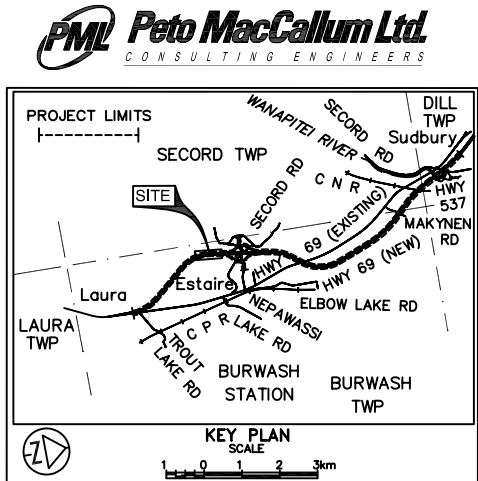 PML Peto MacCallum Ltd.
CONSULTING ENGINEERS
PROJECT LIMITS
WANAPITEI RIVER
SECORD RD
DILL
TWP
Sudbury
SECORD TWP
C N R
HWY
537
SITE
SECORD RD
HWY 69 (EXISTING)
MAKYNEN
RD
HWY 69 (NEW)
Estaire
Laura
ELBOW LAKE RD
NEPAWASSI
LAKE RD
LAURA
TWP
C P R
TROUT
LAKE RD
BURWASH
STATION
BURWASH
TWP
KEY PLAN
SCALE
N
1 0 1 2 3km